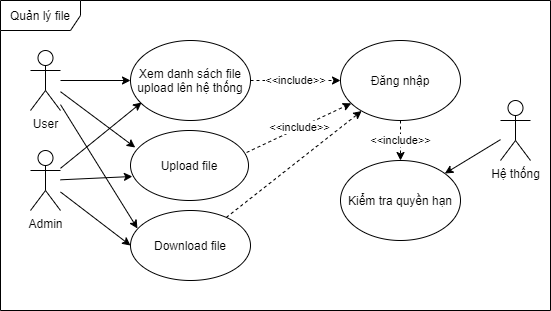 Quản lý file
Xem danh sách file
upload lên hệ thống
<<include>>
Đăng nhập
User
<<include>>
<<include>>
Upload file
Hệ thống
Admin
Kiểm tra quyền hạn
Download file